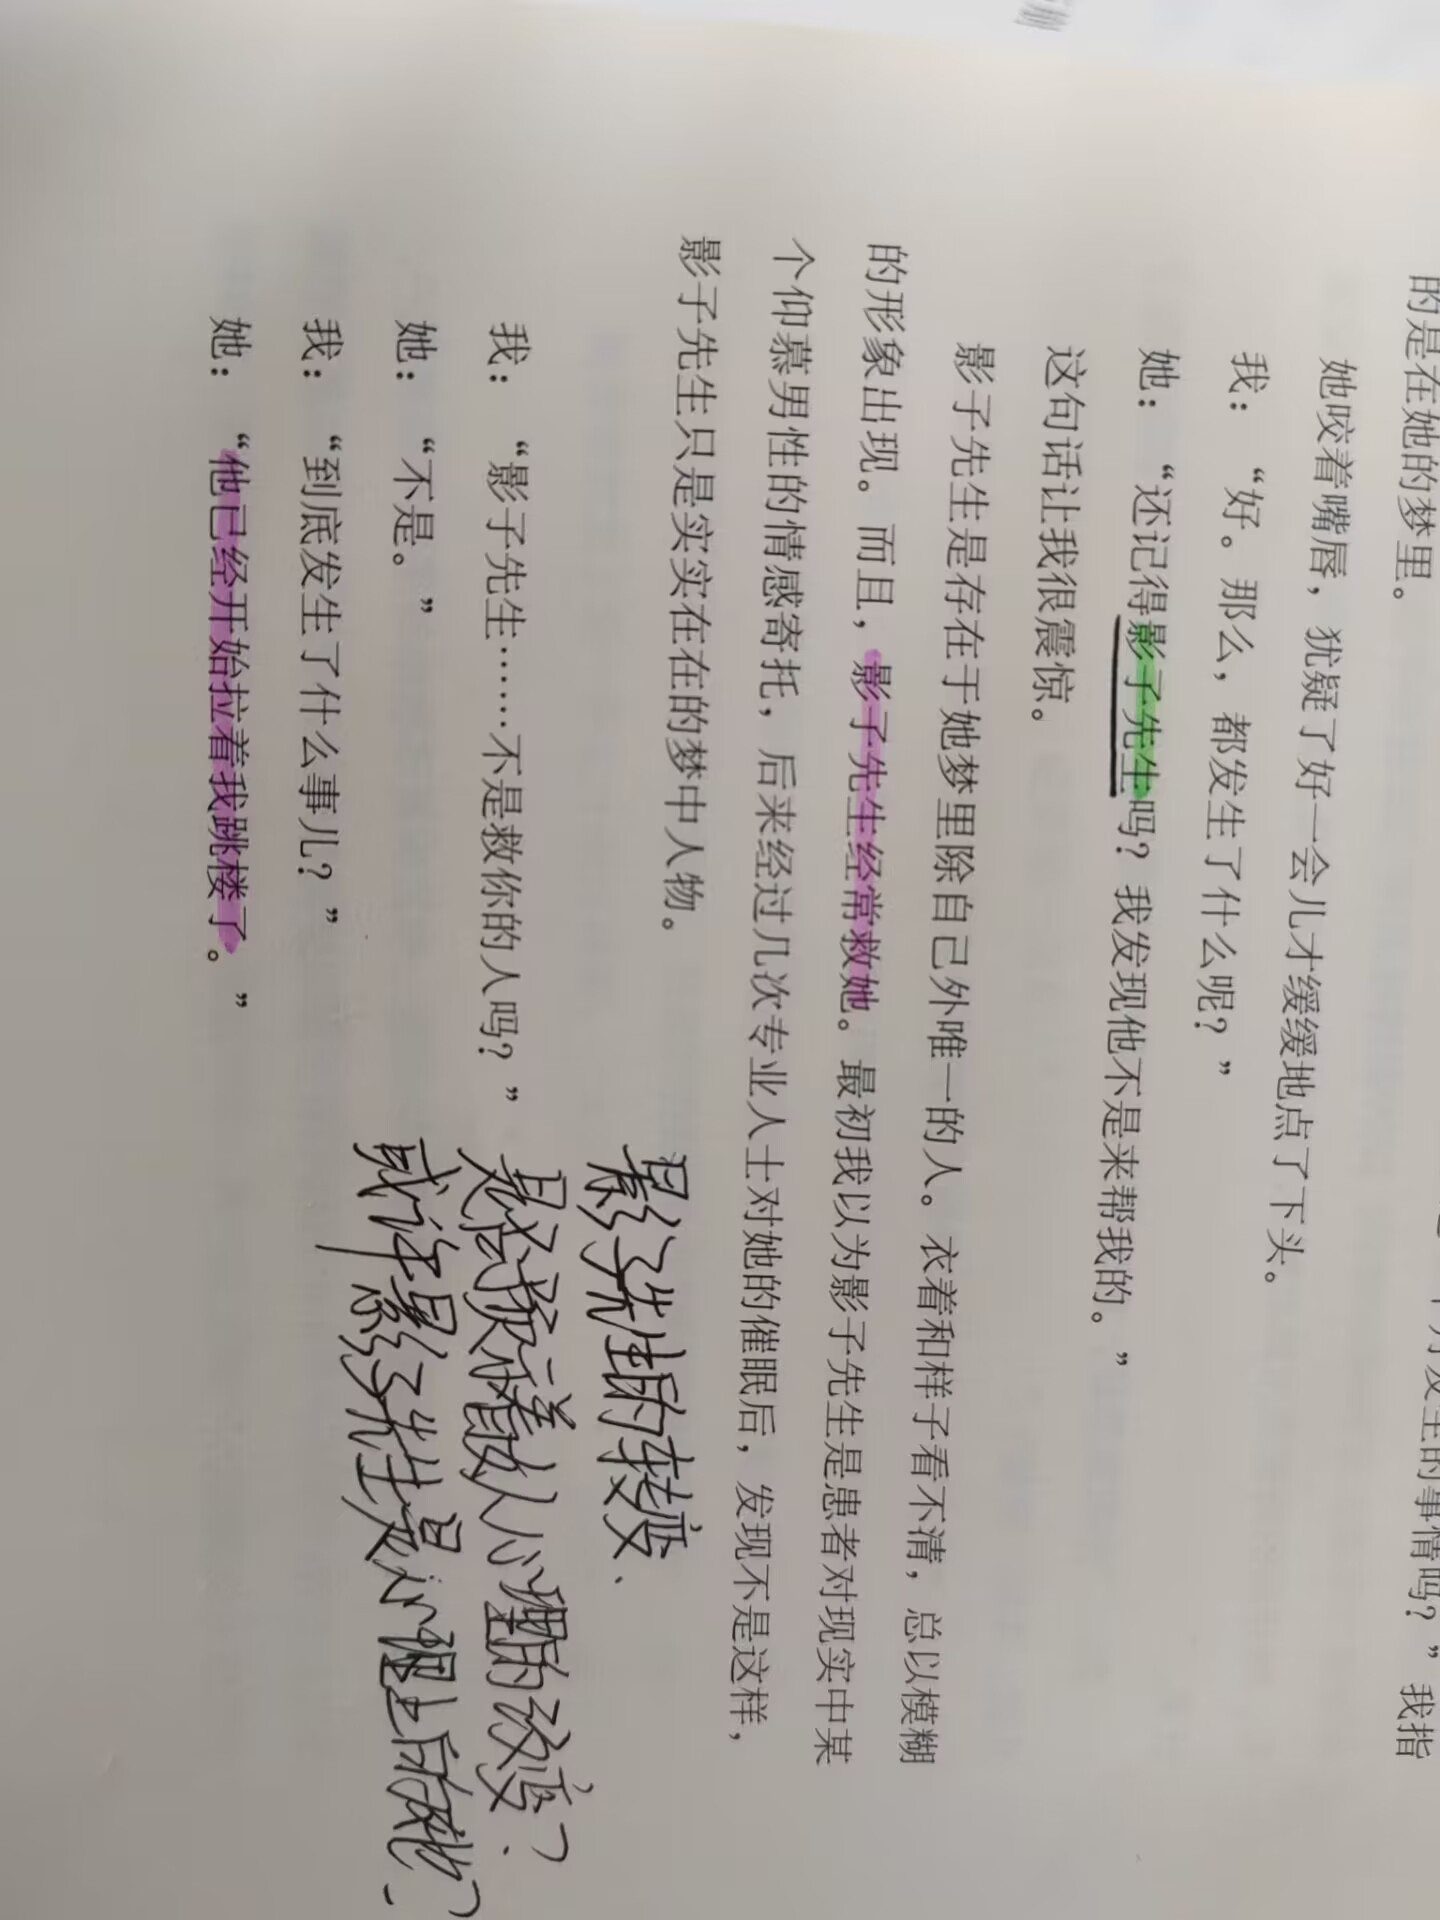 月发生的事情吗？”我指
的是在她的梦里。
她咬着嘴唇，犹疑了好一会儿才缓缓地点了下头。
我：“好。那么，都发生了什么呢？”
她：“还记得影子先生吗？我发现他不是来帮我的。”
这句话让我很震惊。
影子先生是存在于她梦里除自己外唯一的人。衣着和样子看不清，总以模糊
的形象出现。而且，影子先生经常救她。最初我以为影子先生是患者对现实中某
个仰慕男性的情感寄托，后来经过几次专业人士对她的催眠后，发现不是这样，
影子先生只是实实在在的梦中人物。
影子先生的转变.
我：“影子先生……不是救你的人吗？”
是否预示着女人心理的改变？
她：“不是。”
或许影子先生是心理上的她？
我：“到底发生了什么事儿？”
她：“他已经开始拉着我跳楼了。”